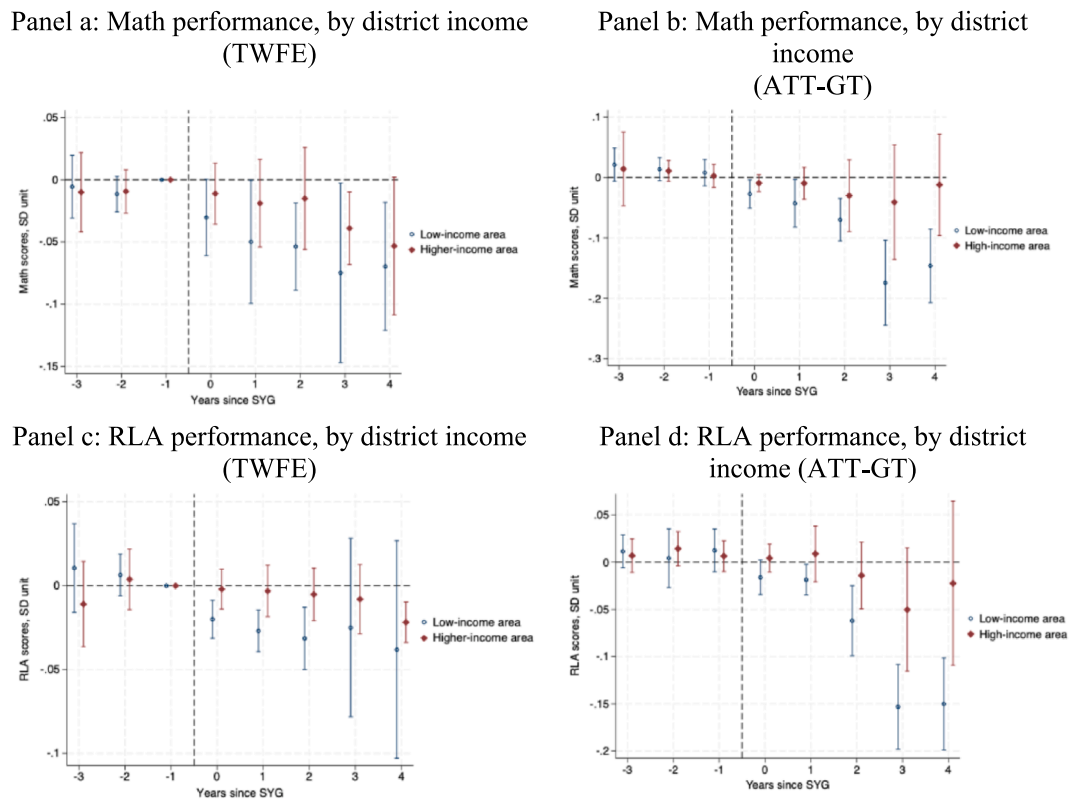 Panel a: Math performance, by district income
(TWFE)
.05
0
-.05
-.1
-.15
Math scores, SD unit
-3 -2 -1 0 1 2 3 4
Years since SYG
Low-income area
Higher-income area
Panel b: Math performance, by district
income
(ATT-GT)
.1
0
-.1
-.2
-.3
Math scores, SD unit
-3 -2 -1 0 1 2 3 4
Years since SYG
Low-income area
High-income area
Panel c: RLA performance, by district income
(TWFE)
.05
0
-.05
-.1
RLA scores, SD unit
-3 -2 -1 0 1 2 3 4
Years since SYG
Low-income area
Higher-income area
Panel d: RLA performance, by district
income (ATT-GT)
.05
0
-.05
-.1
-.15
-.2
RLA scores, SD unit
-3 -2 -1 0 1 2 3 4
Years since SYG
Low-income area
High-income area